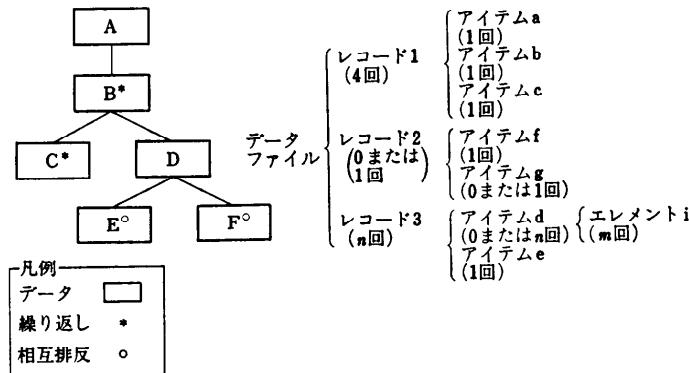 A
B*
C*
D
E○
F○
凡例
データ
繰り返し *
相互排反 ○
データ
ファイル
レコード1
(4回)
アイテムa
(1回)
アイテムb
(1回)
アイテムc
(1回)
レコード2
(0または
1回)
アイテムf
(1回)
アイテムg
(0または1回)
レコード3
(n回)
アイテムd
(0またはn回)
エレメントi
(m回)
アイテムe
(1回)